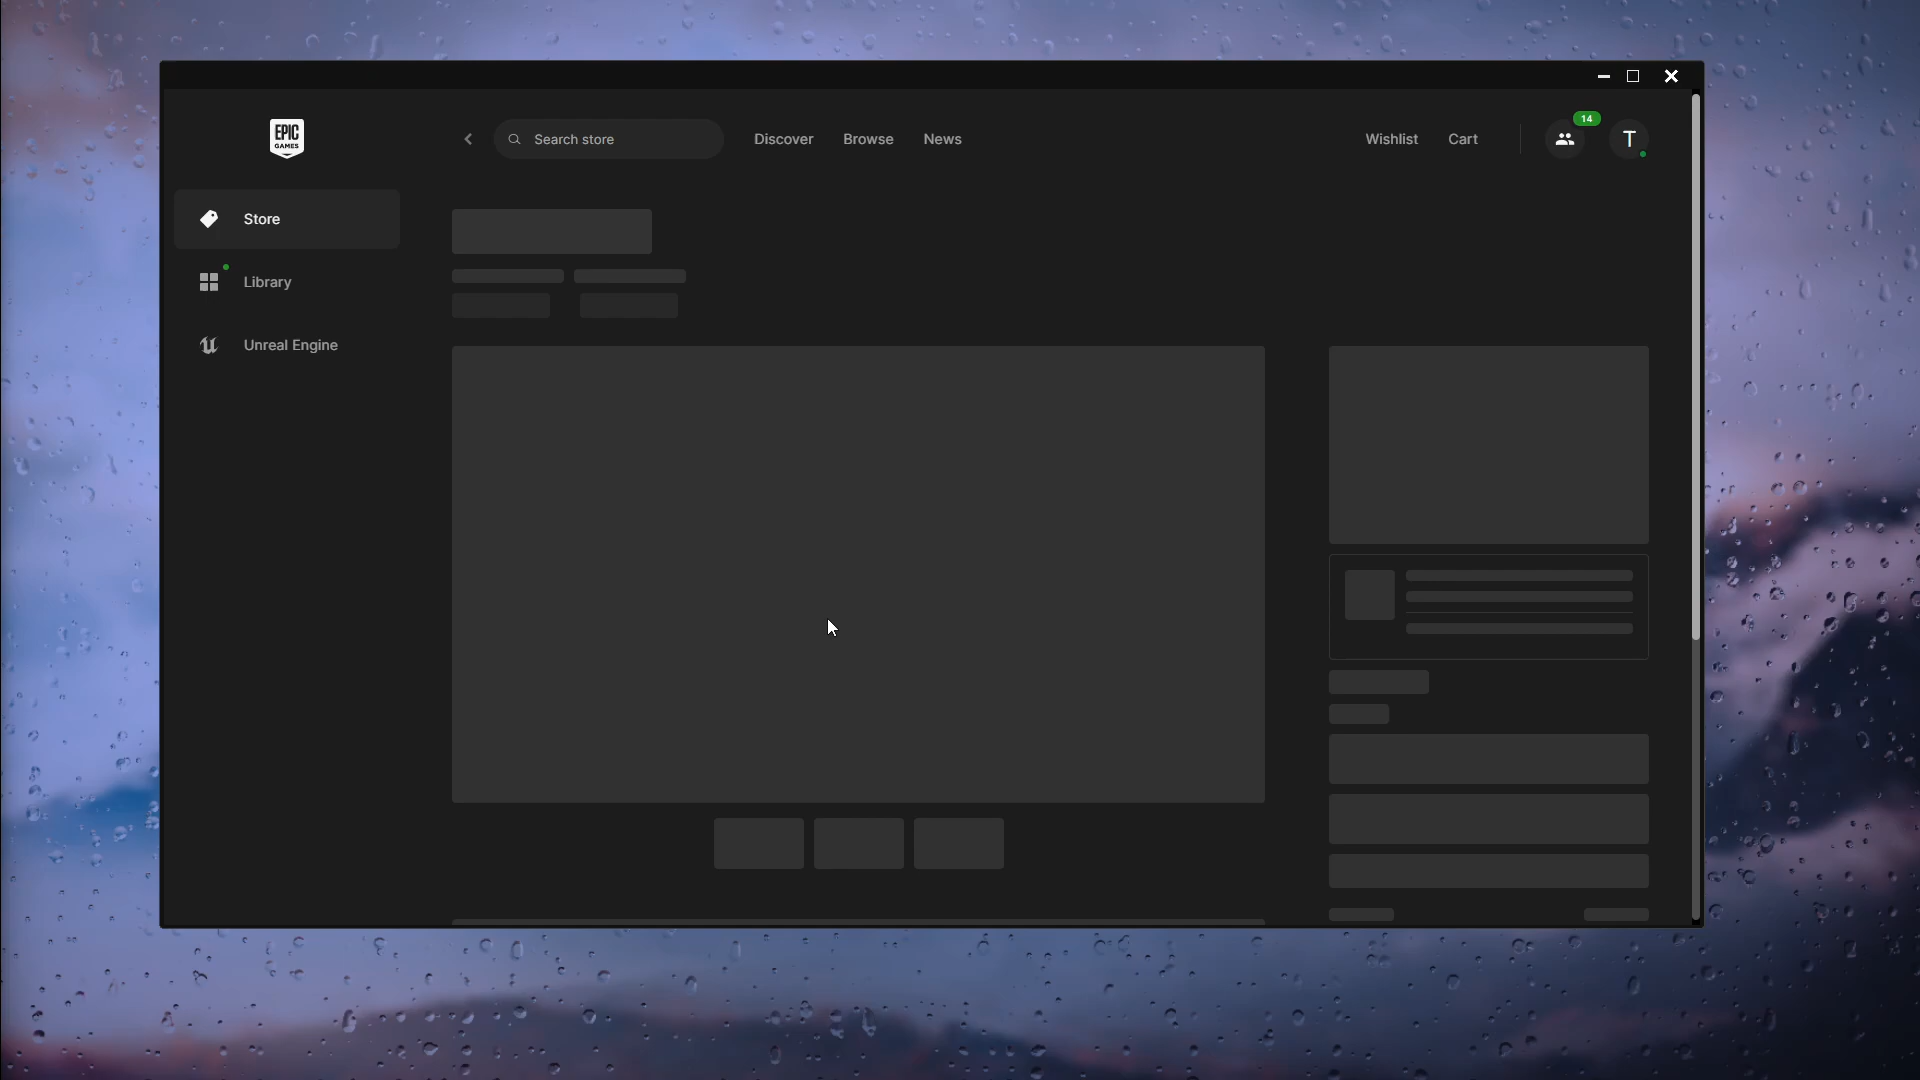 EPIC
GAMES
Search store
Discover
Browse
News
Wishlist
Cart
14
T
Store
Library
Unreal Engine